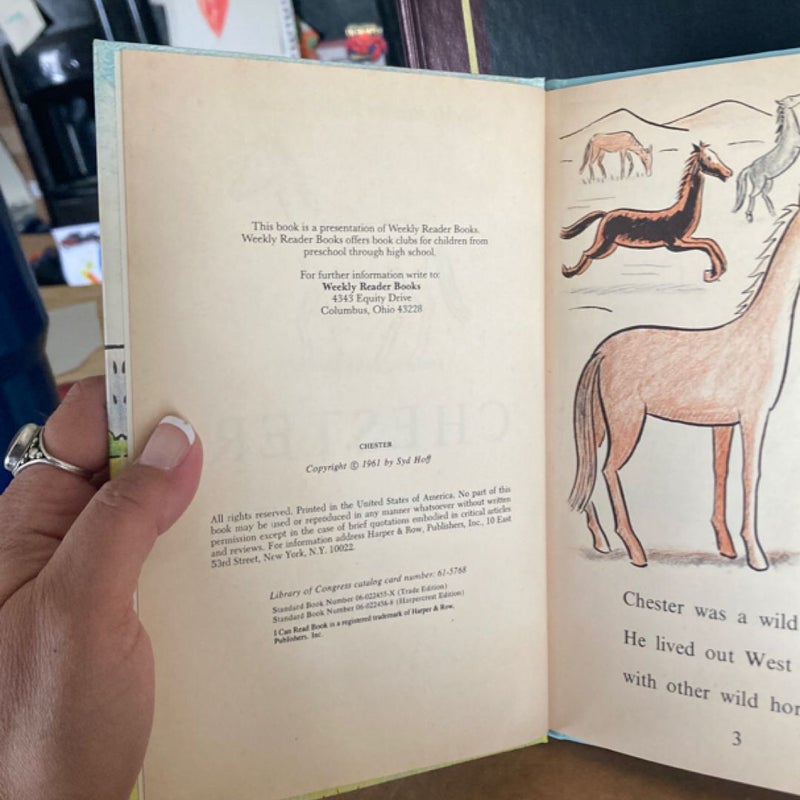 This book is a presentation of Weekly Reader Books.
Weekly Reader Books offers book clubs for children from
preschool through high school.
For further information write to:
Weekly Reader Books
4343 Equity Drive
Columbus, Ohio 43228
CHESTER
CHESTER
Copyright © 1961 by Syd Hoff
All rights reserved. Printed in the United States of America. No part of this
book may be used or reproduced in any manner whatsoever without written
permission except in the case of brief quotations embodied in critical articles
and reviews. For information address Harper & Row, Publishers, Inc., 10 East
53rd Street, New York, N.Y. 10022.
Library of Congress catalog card number: 61-5768
Standard Book Number 06-022455-X (Trade Edition)
Standard Book Number 06-022456-8 (Harpercrest Edition)
I Can Read Book is a registered trademark of Harper & Row,
Publishers, Inc.
Chester was a wild
He lived out West
with other wild hor
3